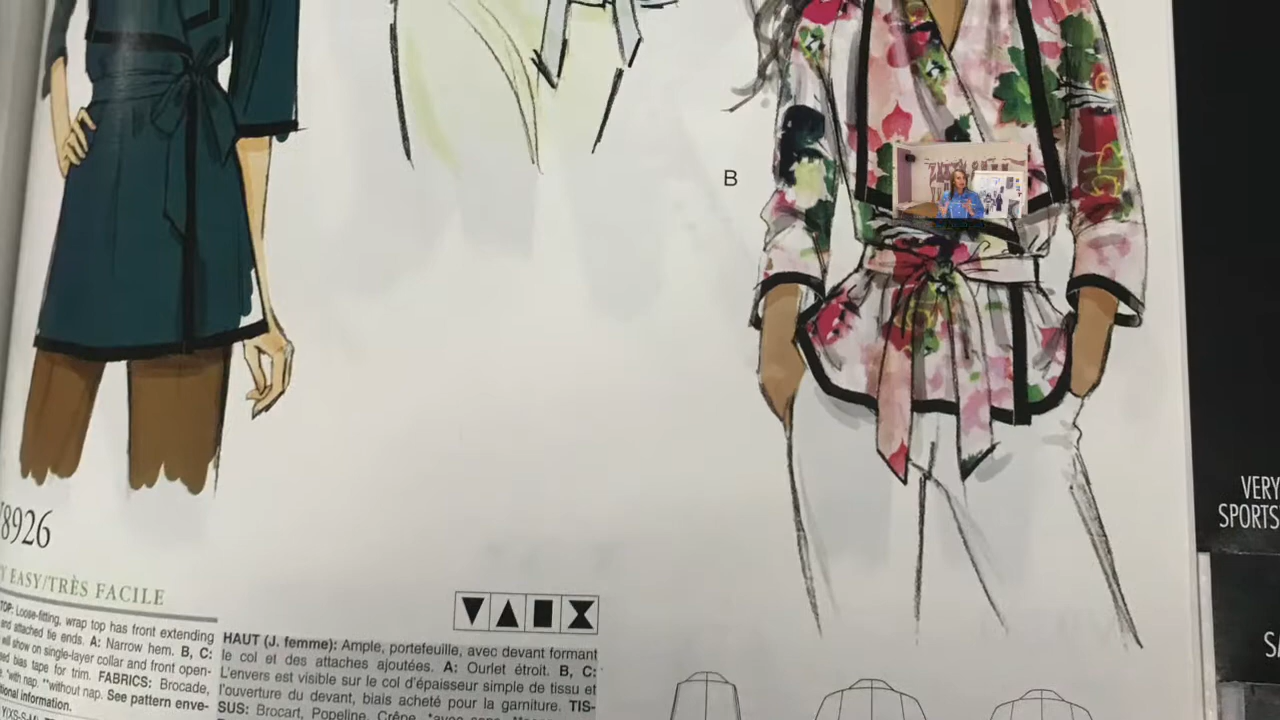 B
8926
EASY/TRÈS FACILE
TOP: Loose-fitting, wrap top has front extending
and attached tie ends. A: Narrow hem. B, C:
will show on single-layer collar and front open-
bias tape for trim. FABRICS: Brocade,
*with nap. **without nap. See pattern enve-
information.
HAUT (J. femme): Ample, portefeuille, avec devant formant
le col et des attaches ajoutées. A: Ourlet étroit. B, C:
L'envers est visible sur le col d'épaisseur simple de tissu et
l'ouverture du devant, biais acheté pour la garniture. TIS-
SUS: Brocart, Popeline, Crêpe.
VERY
SPORTS